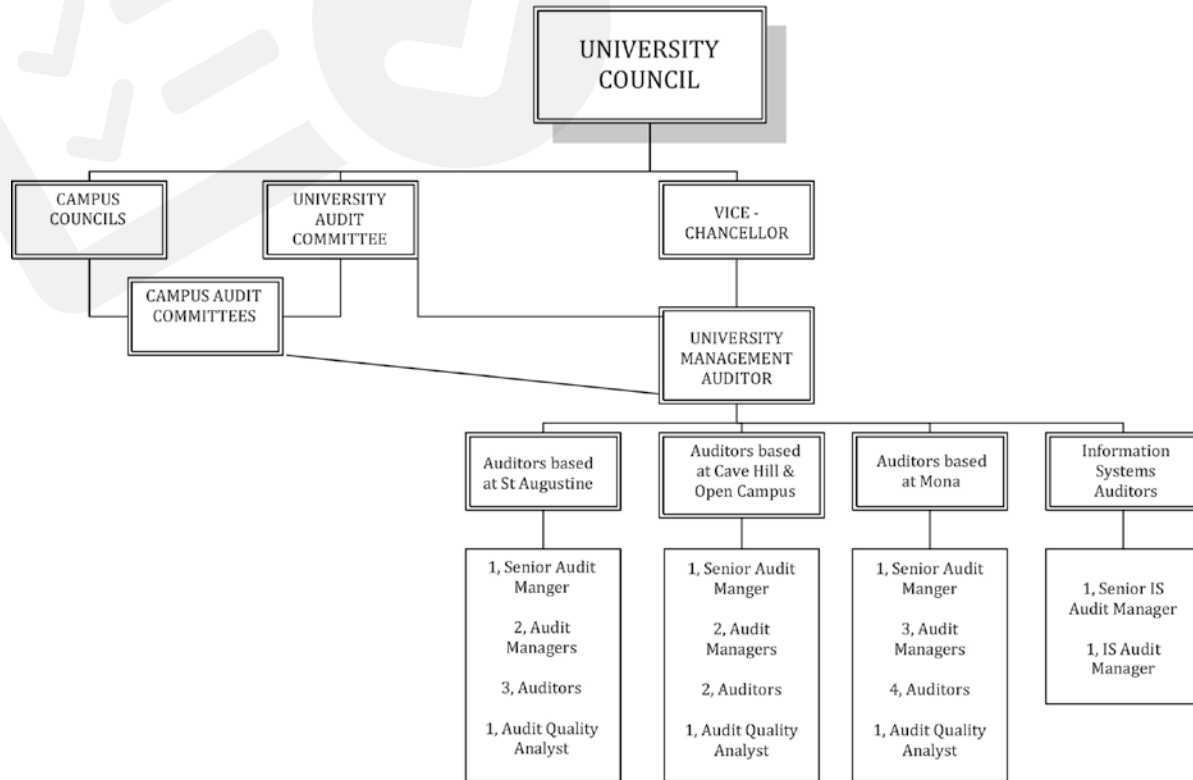 UNIVERSITY
COUNCIL
CAMPUS
COUNCILS
UNIVERSITY
AUDIT
COMMITTEE
VICE -
CHANCELLOR
CAMPUS AUDIT
COMMITTEES
UNIVERSITY
MANAGEMENT
AUDITOR
Auditors based
at St Augustine
Auditors based
at Cave Hill &
Open Campus
Auditors based
at Mona
Information
Systems
Auditors
1, Senior Audit
Manger
2, Audit
Managers
3, Auditors
1, Audit Quality
Analyst
1, Senior Audit
Manger
2, Audit
Managers
2, Auditors
1, Audit Quality
Analyst
1, Senior Audit
Manger
3, Audit
Managers
4, Auditors
1, Audit Quality
Analyst
1, Senior IS
Audit Manager
1, IS Audit
Manager